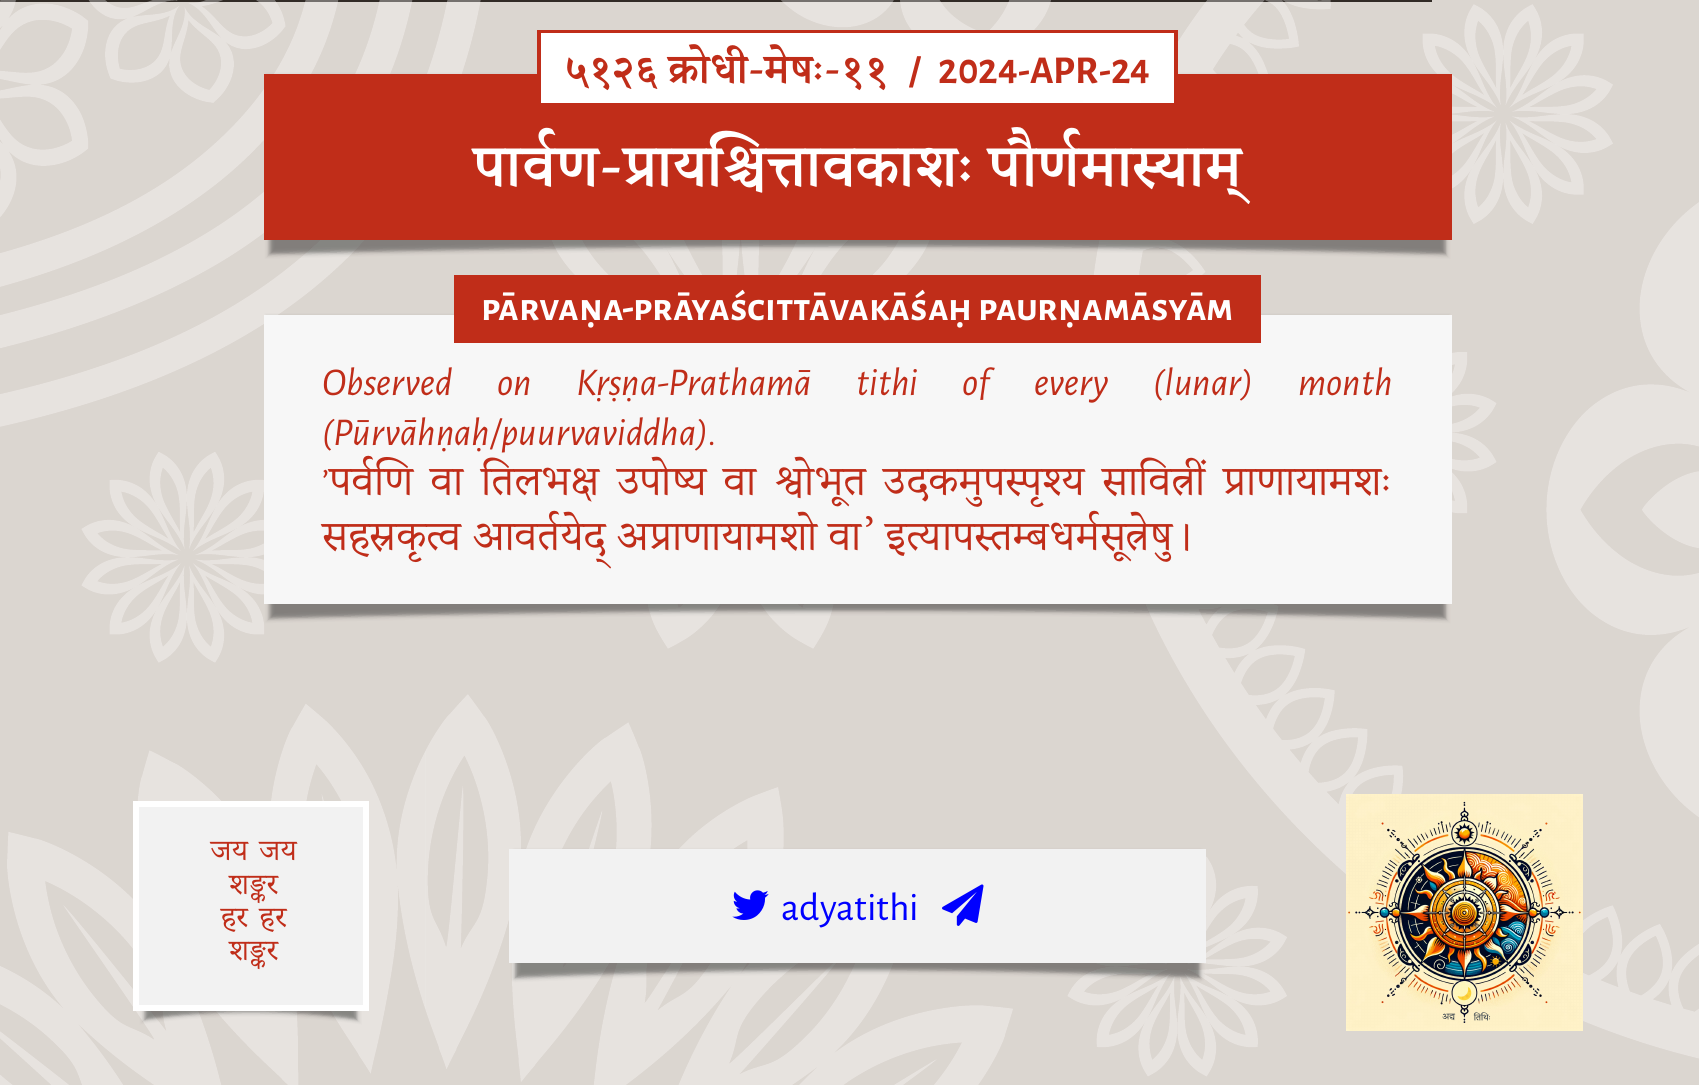 ५१२६ क्रोधी-मेषः-११ / 2024-APR-24
पार्वण-प्रायश्चित्तावकाशः पौर्णमास्याम्
PĀRVAṆA-PRĀYAŚCITTĀVAKĀŚAḤ PAURṆAMĀSYĀM
Observed on Kṛṣṇa-Prathamā tithi of every (lunar) month
(Pūrvāhṇaḥ/puurvaviddha).
’पर्वणि वा तिलभक्ष उपोष्य वा श्वोभूत उदकमुपस्पृश्य सावित्रीं प्राणायामशः
सहस्रकृत्व आवर्तयेद् अप्राणायामशो वा’ इत्यापस्तम्बधर्मसूत्रेषु।
जय जय
शङ्कर
हर हर
शङ्कर
adyatithi
अद्य तिथिः